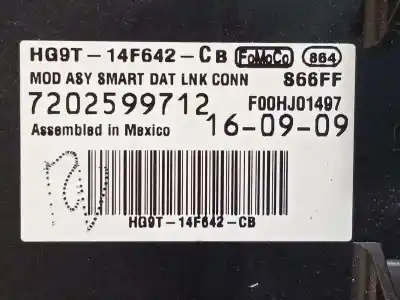 HG9T-14F642-CB FoMoCo 864
MOD ASY SMART DAT LNK CONN S66FF
7202599712 F00HJ01497
Assembled in Mexico 16-09-09
HG9T-14F642-CB